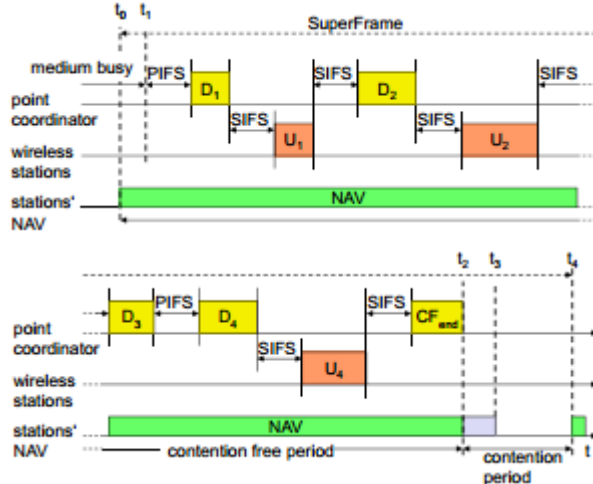 t0 t1 SuperFrame
medium busy PIFS SIFS SIFS
D1 D2
point
coordinator SIFS SIFS
U1 U2
wireless
stations
stations' NAV
NAV
t2 t3 t4
PIFS SIFS
D3 D4 CFend
point
coordinator SIFS
U4
wireless
stations
stations' NAV
NAV contention free period t
contention
period